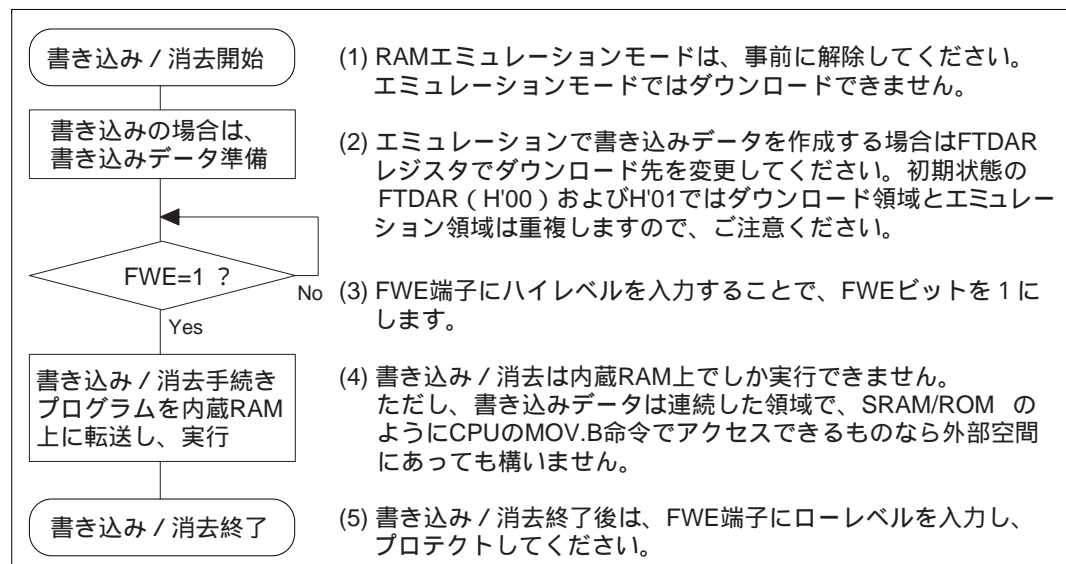 書き込み / 消去開始
書き込みの場合は、
書き込みデータ準備
FWE=1 ?
No
Yes
書き込み / 消去手続き
プログラムを内蔵RAM
上に転送し、実行
書き込み / 消去終了
(1) RAMエミュレーションモードは、事前に解除してください。
エミュレーションモードではダウンロードできません。
(2) エミュレーションで書き込みデータを作成する場合はFTDAR
レジスタでダウンロード先を変更してください。初期状態の
FTDAR ( H'00 ) およびH'01ではダウンロード領域とエミュレー
ション領域は重複しますので、ご注意ください。
(3) FWE端子にハイレベルを入力することで、FWEビットを 1 に
します。
(4) 書き込み / 消去は内蔵RAM上でしか実行できません。
ただし、書き込みデータは連続した領域で、SRAM/ROM の
ようにCPUのMOV.B命令でアクセスできるものなら外部空間
にあっても構いません。
(5) 書き込み / 消去終了後は、FWE端子にローレベルを入力し、
プロテクトしてください。